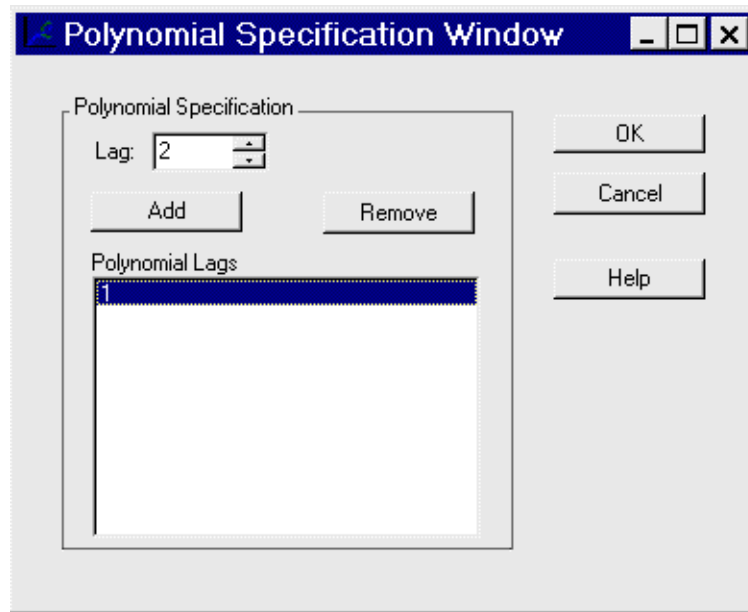 Polynomial Specification Window
Polynomial Specification
Lag: 2
Add
Remove
Polynomial Lags
1
OK
Cancel
Help